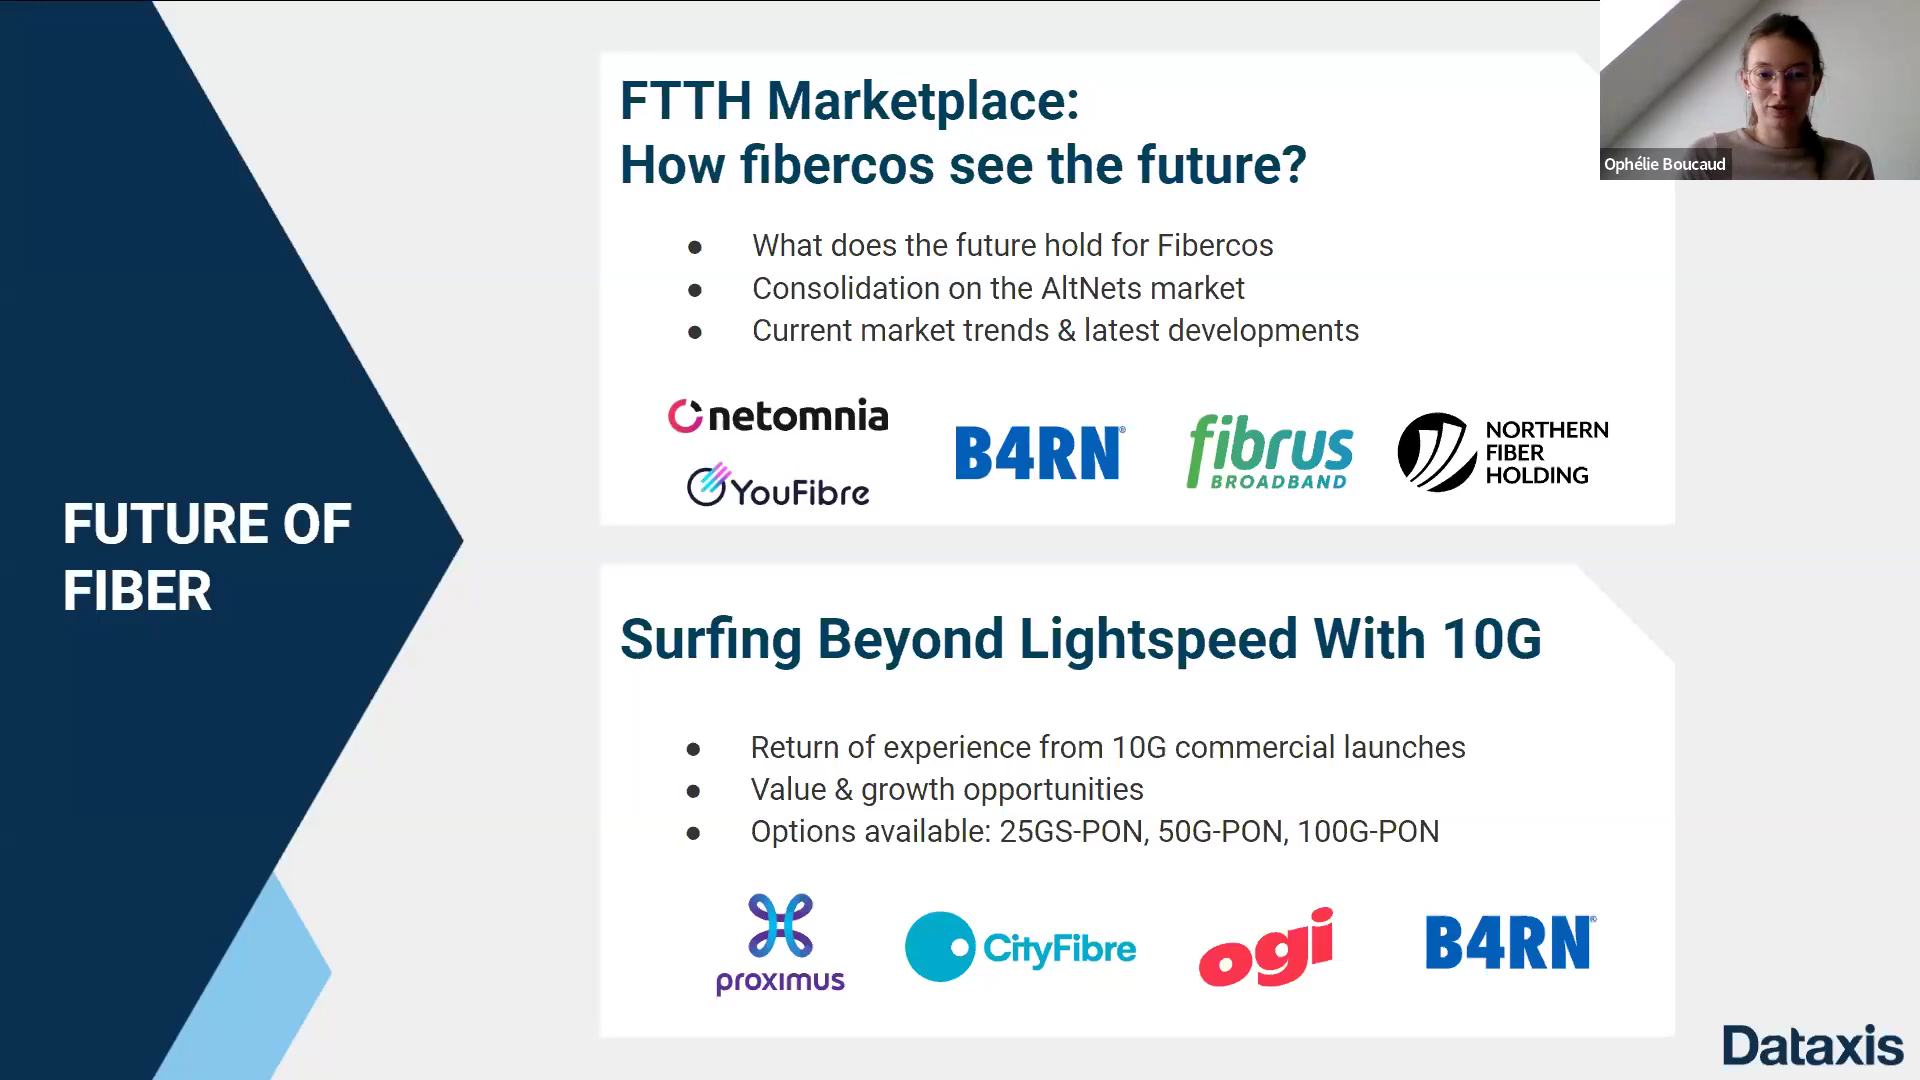 FTTH Marketplace:
How fibercos see the future?
● What does the future hold for Fibercos
● Consolidation on the AltNets market
● Current market trends & latest developments
netomnia
YouFibre
B4RN®
fibrus
BROADBAND
NORTHERN
FIBER
HOLDING
Ophélie Boucaud
FUTURE OF
FIBER
Surfing Beyond Lightspeed With 10G
● Return of experience from 10G commercial launches
● Value & growth opportunities
● Options available: 25GS-PON, 50G-PON, 100G-PON
proximus
CityFibre
ogi
B4RN®
Dataxis